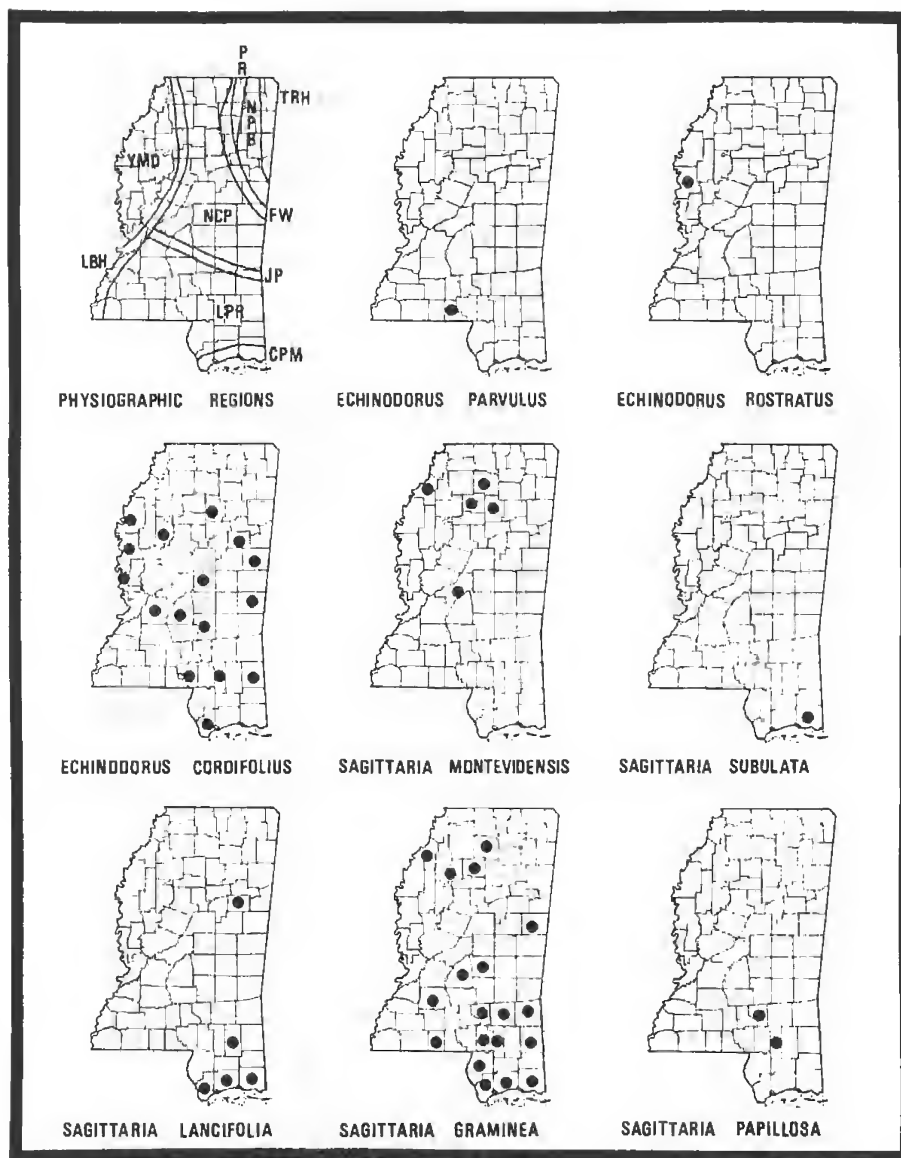 P
R
TRH
N
P
B
YMD
NCP
FW
LBH
JP
LPR
CPM
PHYSIOGRAPHIC REGIONS
ECHINODORUS PARVULUS
ECHINODORUS ROSTRATUS
ECHINODORUS CORDIFOLIUS
SAGITTARIA MONTEVIDENSIS
SAGITTARIA SUBULATA
SAGITTARIA LANCIFOLIA
SAGITTARIA GRAMINEA
SAGITTARIA PAPILLOSA